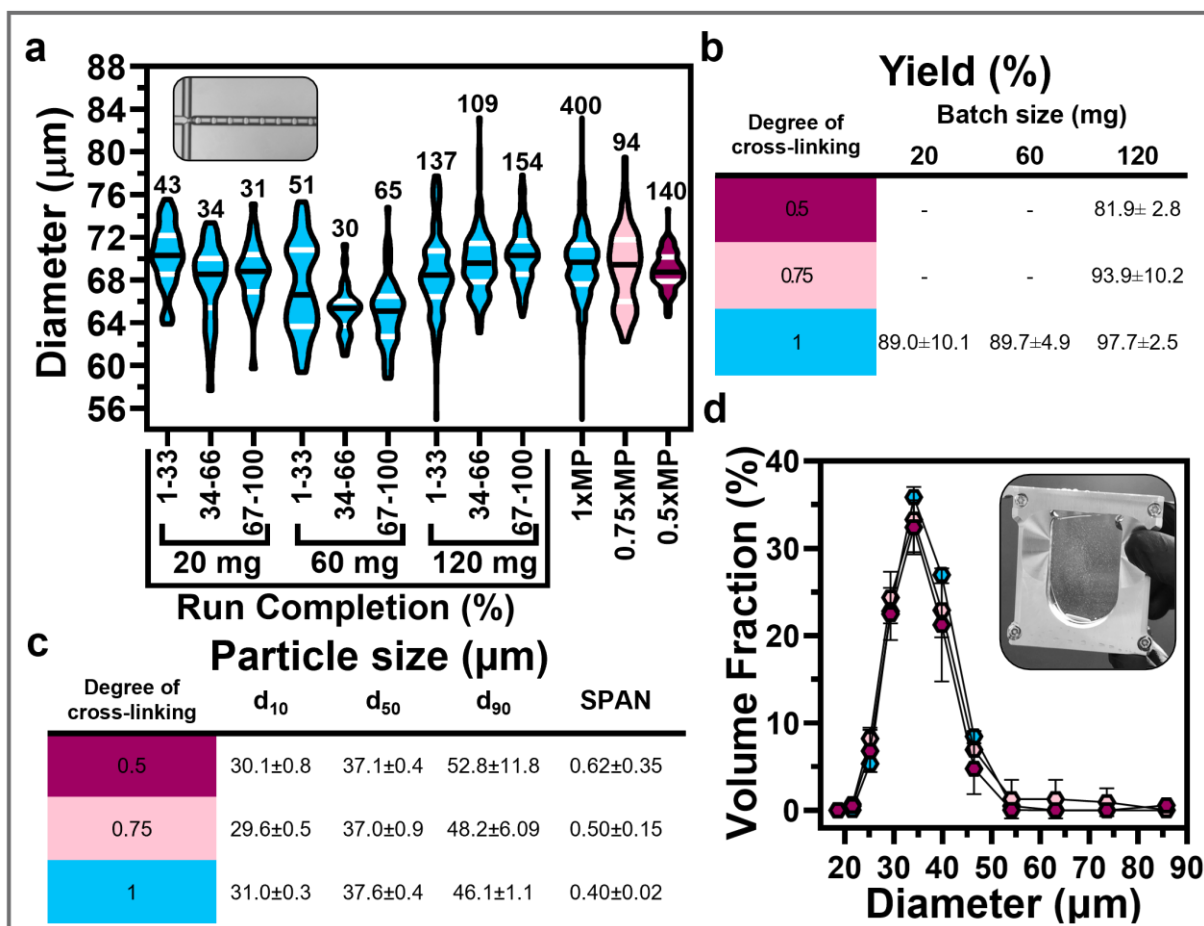 a
Diameter (μm)
88
84
80
76
72
68
64
60
56
43
34
31
51
30
65
137
109
154
400
94
140
1-33
34-66
67-100
1-33
34-66
67-100
1-33
34-66
67-100
1xMP
0.75xMP
0.5xMP
20 mg
60 mg
120 mg
Run Completion (%)
b
Yield (%)
Degree of
cross-linking
Batch size (mg)
20 60 120
0.5 - - 81.9± 2.8
0.75 - - 93.9±10.2
1 89.0±10.1 89.7±4.9 97.7±2.5
c
Particle size (μm)
Degree of
cross-linking
d10 d50 d90 SPAN
0.5 30.1±0.8 37.1±0.4 52.8±11.8 0.62±0.35
0.75 29.6±0.5 37.0±0.9 48.2±6.09 0.50±0.15
1 31.0±0.3 37.6±0.4 46.1±1.1 0.40±0.02
d
Volume Fraction (%)
40
30
20
10
0
20 30 40 50 60 70 80 90
Diameter (μm)